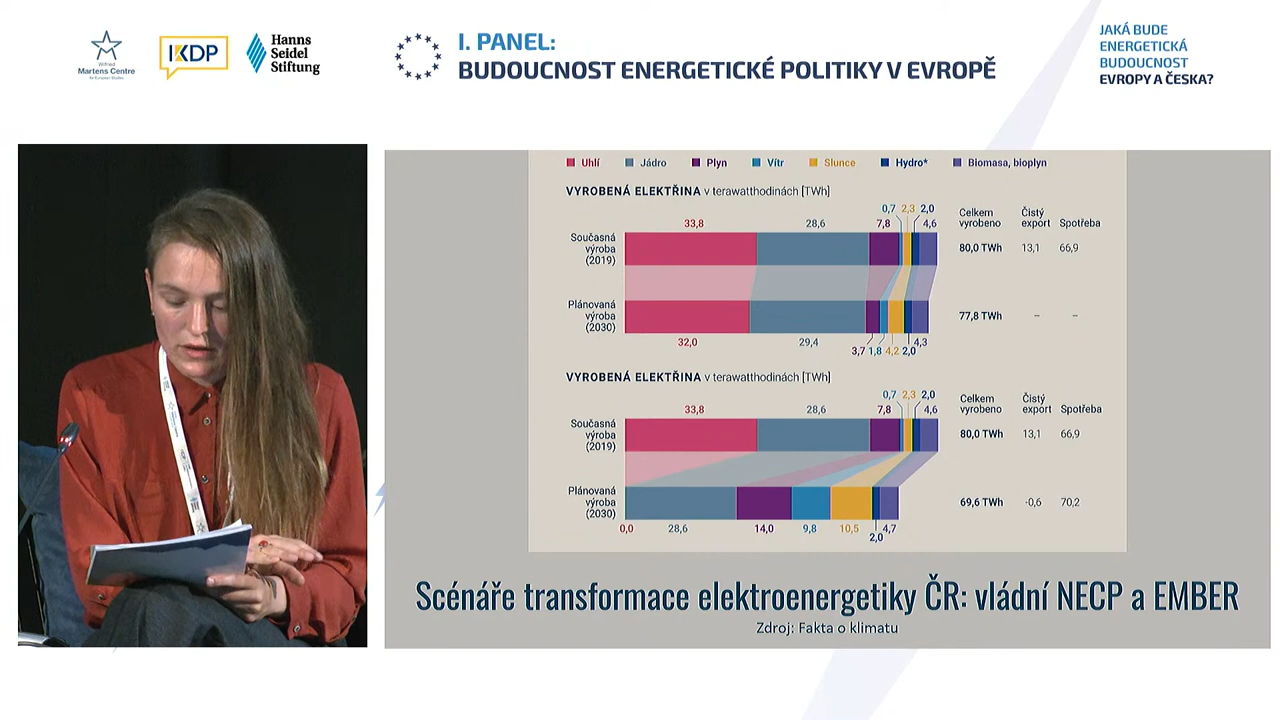 Wilfried
Martens Centre
for European Studies
IKDP
Hanns
Seidel
Stiftung
I. PANEL:
BUDOUCNOST ENERGETICKÉ POLITIKY V EVROPĚ
JAKÁ BUDE
ENERGETICKÁ
BUDOUCNOST
EVROPY A ČESKA?
Uhlí Jádro Plyn Vítr Slunce Hydro* Biomasa, bioplyn
VYROBENÁ ELEKTŘINA v terawatthodinách [TWh]
33,8 28,6 7,8 0,7 2,3 2,0 4,6
Celkem vyrobeno Čistý export Spotřeba
Současná
výroba
(2019)
80,0 TWh 13,1 66,9
Plánovaná
výroba
(2030)
77,8 TWh – –
32,0 29,4 3,7 1,8 4,2 2,0 4,3
VYROBENÁ ELEKTŘINA v terawatthodinách [TWh]
33,8 28,6 7,8 0,7 2,3 2,0 4,6
Celkem vyrobeno Čistý export Spotřeba
Současná
výroba
(2019)
80,0 TWh 13,1 66,9
Plánovaná
výroba
(2030)
69,6 TWh -0,6 70,2
0,0 28,6 14,0 9,8 10,5 2,0 4,7
Scénáře transformace elektroenergetiky ČR: vládní NECP a EMBER
Zdroj: Fakta o klimatu